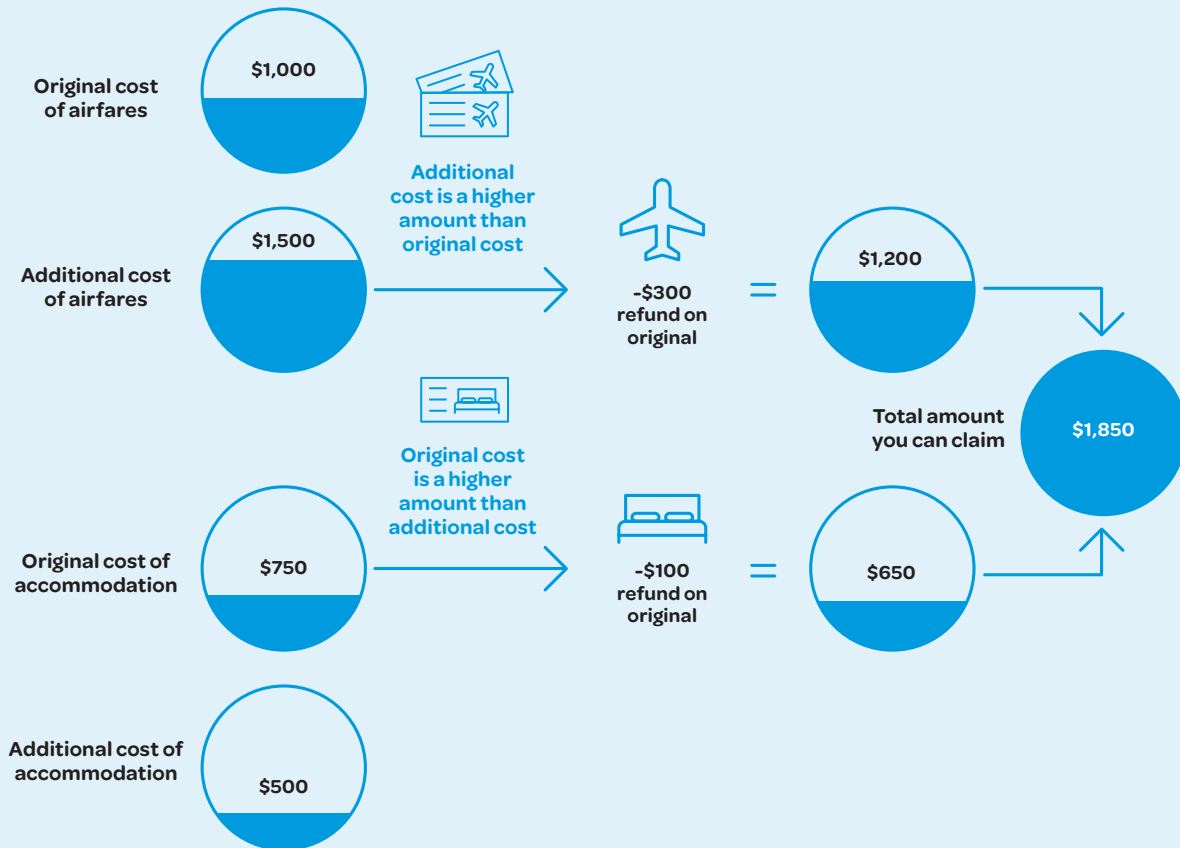 $1,000
Original cost
of airfares
Additional
cost is a higher
amount than
original cost
$1,500
Additional cost
of airfares
-$300
refund on
original
=
$1,200
Total amount
you can claim
$1,850
Original cost
is a higher
amount than
additional cost
Original cost of
accommodation
$750
-$100
refund on
original
=
$650
Additional cost of
accommodation
$500